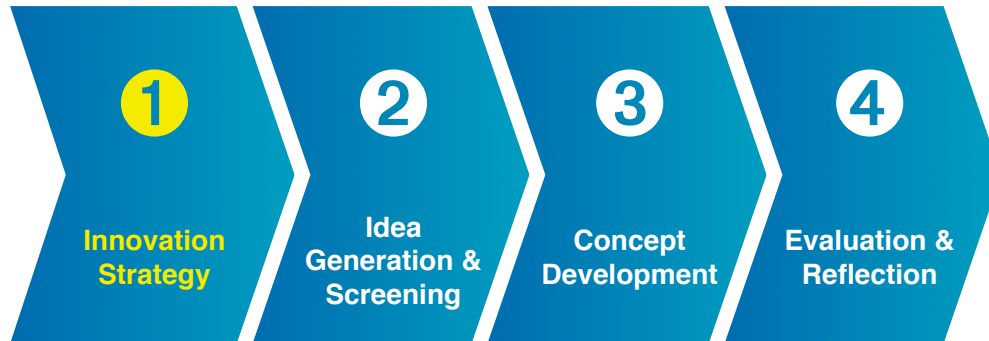 1
Innovation
Strategy
2
Idea
Generation &
Screening
3
Concept
Development
4
Evaluation &
Reflection